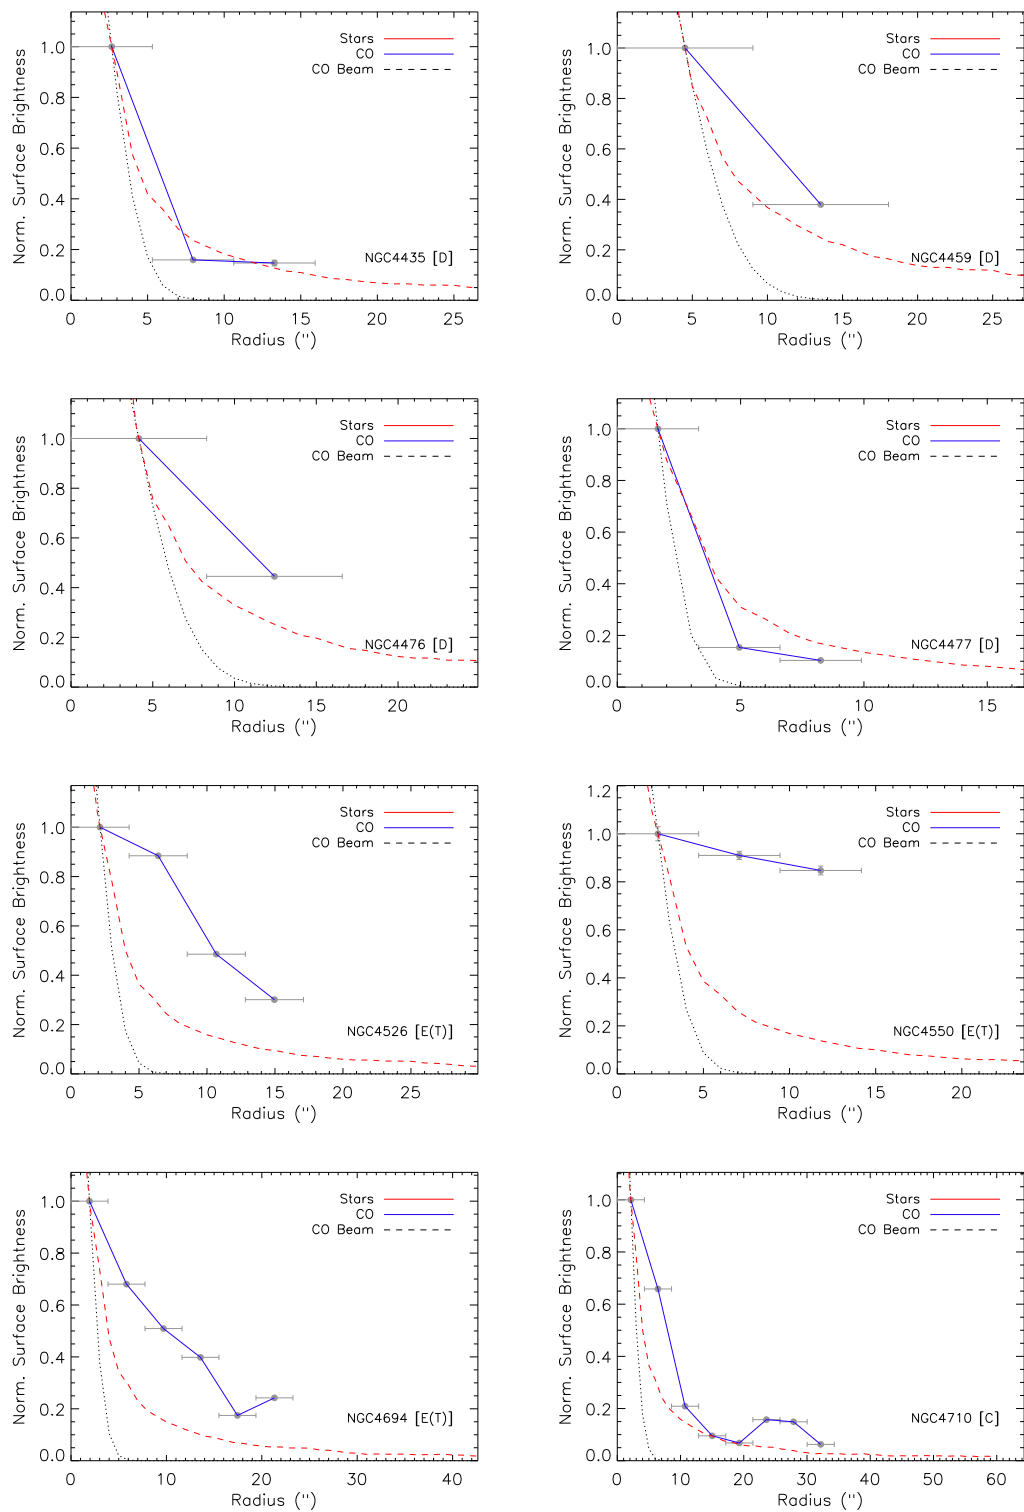 Norm. Surface Brightness
1.0
0.8
0.6
0.4
0.2
0.0
Stars
CO
CO Beam
NGC4435 [D]
0 5 10 15 20 25
Radius (")
Norm. Surface Brightness
1.0
0.8
0.6
0.4
0.2
0.0
Stars
CO
CO Beam
NGC4459 [D]
0 5 10 15 20 25
Radius (")
Norm. Surface Brightness
1.0
0.8
0.6
0.4
0.2
0.0
Stars
CO
CO Beam
NGC4476 [D]
0 5 10 15 20
Radius (")
Norm. Surface Brightness
1.0
0.8
0.6
0.4
0.2
0.0
Stars
CO
CO Beam
NGC4477 [D]
0 5 10 15
Radius (")
Norm. Surface Brightness
1.0
0.8
0.6
0.4
0.2
0.0
Stars
CO
CO Beam
NGC4526 [E(T)]
0 5 10 15 20 25
Radius (")
Norm. Surface Brightness
1.2
1.0
0.8
0.6
0.4
0.2
0.0
Stars
CO
CO Beam
NGC4550 [E(T)]
0 5 10 15 20
Radius (")
Norm. Surface Brightness
1.0
0.8
0.6
0.4
0.2
0.0
Stars
CO
CO Beam
NGC4694 [E(T)]
0 10 20 30 40
Radius (")
Norm. Surface Brightness
1.0
0.8
0.6
0.4
0.2
0.0
Stars
CO
CO Beam
NGC4710 [C]
0 10 20 30 40 50 60
Radius (")